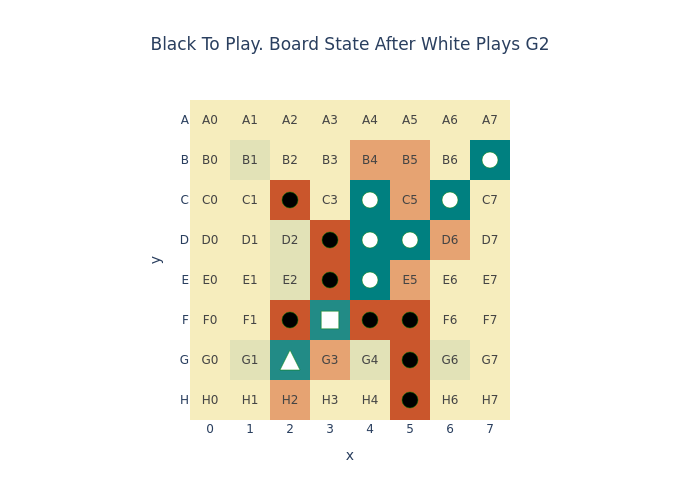 Black To Play. Board State After White Plays G2
A A0 A1 A2 A3 A4 A5 A6 A7
B B0 B1 B2 B3 B4 B5 B6
C C0 C1 C3 C5 C7
D D0 D1 D2 D6 D7
y
E E0 E1 E2 E5 E6 E7
F F0 F1 F6 F7
G G0 G1 G3 G4 G6 G7
H H0 H1 H2 H3 H4 H6 H7
0 1 2 3 4 5 6 7
x